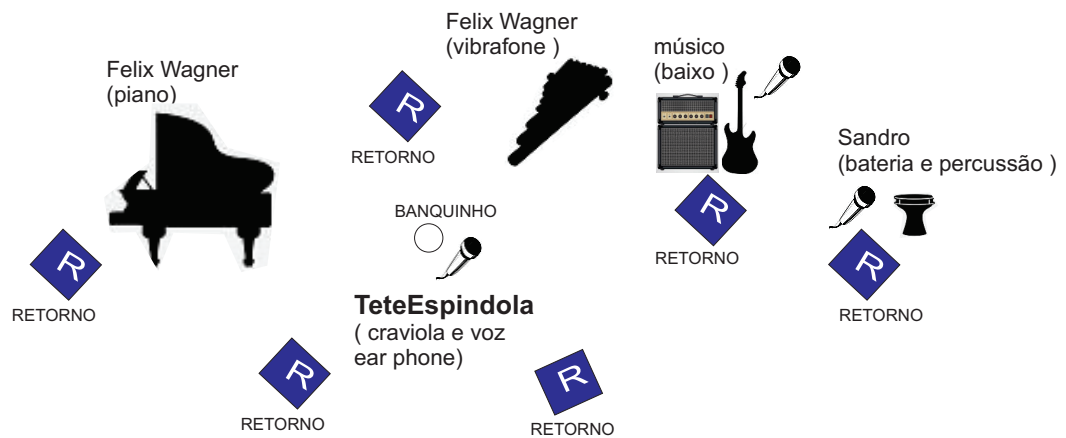 Felix Wagner
(piano)
R
RETORNO
R
RETORNO
Felix Wagner
(vibrafone )
músico
(baixo )
R
RETORNO
Sandro
(bateria e percussão )
R
RETORNO
BANQUINHO
TeteEspindola
( craviola e voz
ear phone)
R
RETORNO
R
RETORNO